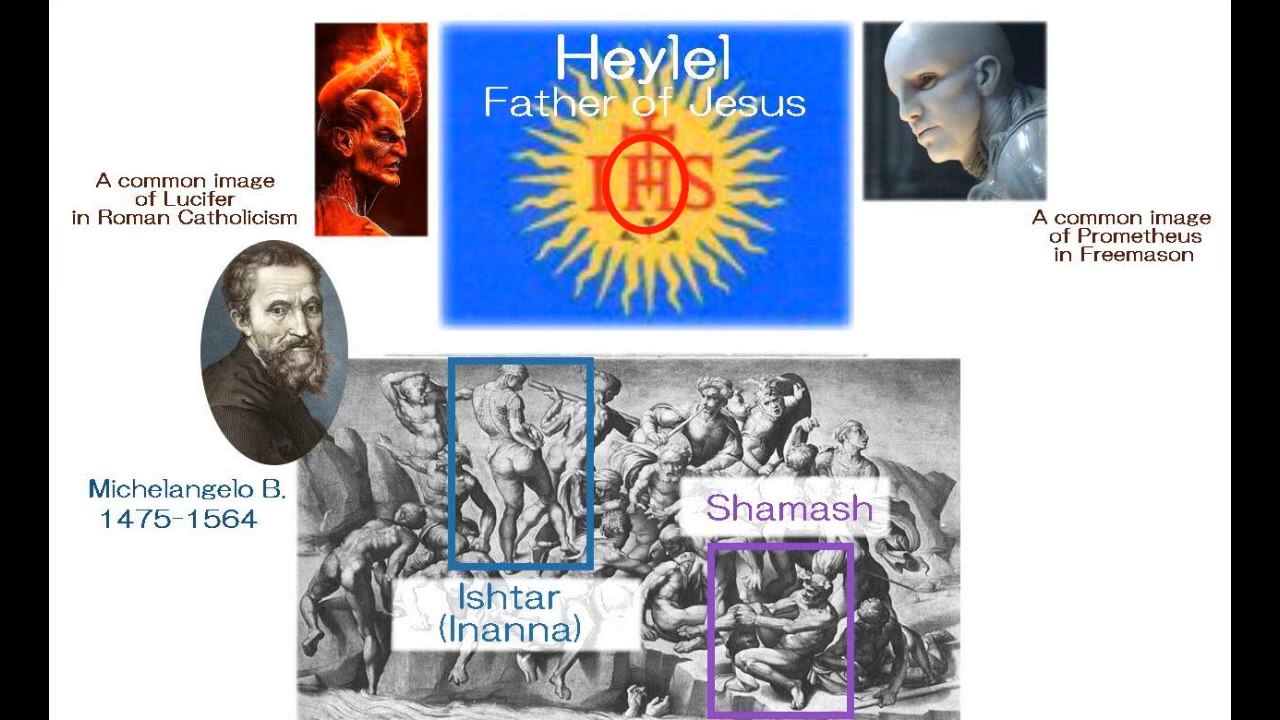 Heylel
Father of Jesus
IHS
A common image
of Lucifer
in Roman Catholicism
A common image
of Prometheus
in Freemason
Michelangelo B.
1475-1564
Shamash
Ishtar
(Inanna)